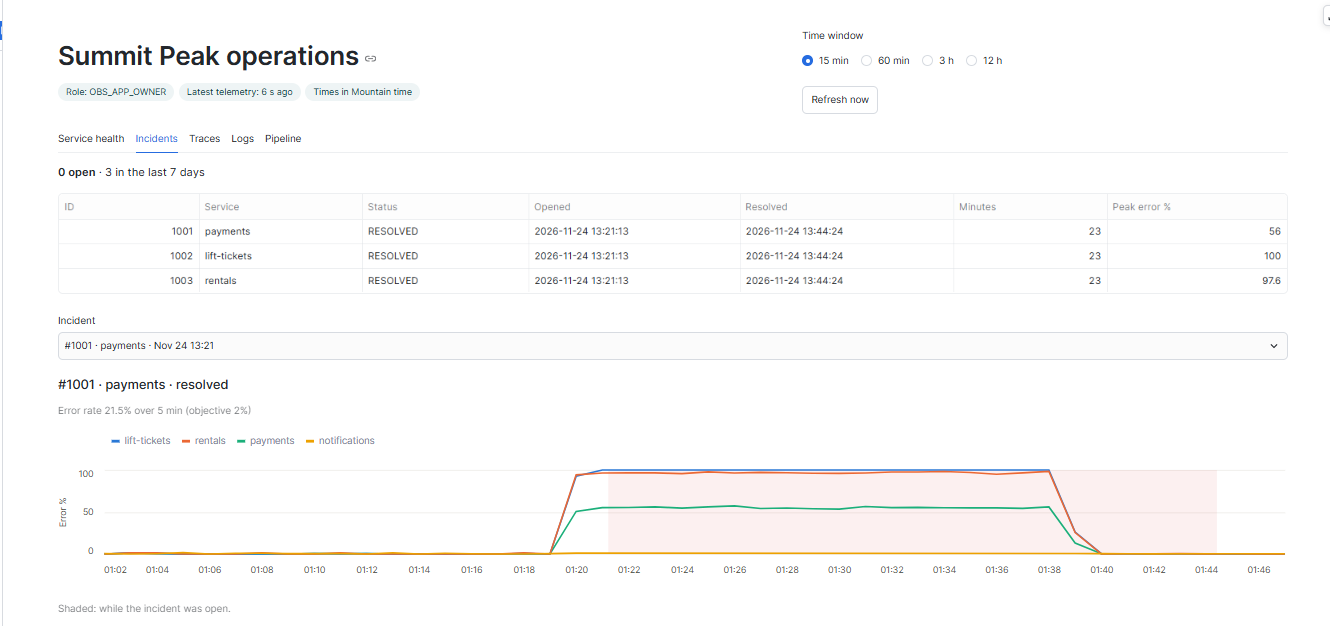 Summit Peak operations
Role: OBS_APP_OWNER Latest telemetry: 6 s ago Times in Mountain time
Time window
15 min 60 min 3 h 12 h
Refresh now
Service health Incidents Traces Logs Pipeline
0 open · 3 in the last 7 days
ID Service Status Opened Resolved Minutes Peak error %
1001 payments RESOLVED 2026-11-24 13:21:13 2026-11-24 13:44:24 23 56
1002 lift-tickets RESOLVED 2026-11-24 13:21:13 2026-11-24 13:44:24 23 100
1003 rentals RESOLVED 2026-11-24 13:21:13 2026-11-24 13:44:24 23 97.6
Incident
#1001 · payments · Nov 24 13:21
#1001 · payments · resolved
Error rate 21.5% over 5 min (objective 2%)
lift-tickets rentals payments notifications
Error %
100
50
0
01:02 01:04 01:06 01:08 01:10 01:12 01:14 01:16 01:18 01:20 01:22 01:24 01:26 01:28 01:30 01:32 01:34 01:36 01:38 01:40 01:42 01:44 01:46
Shaded: while the incident was open.